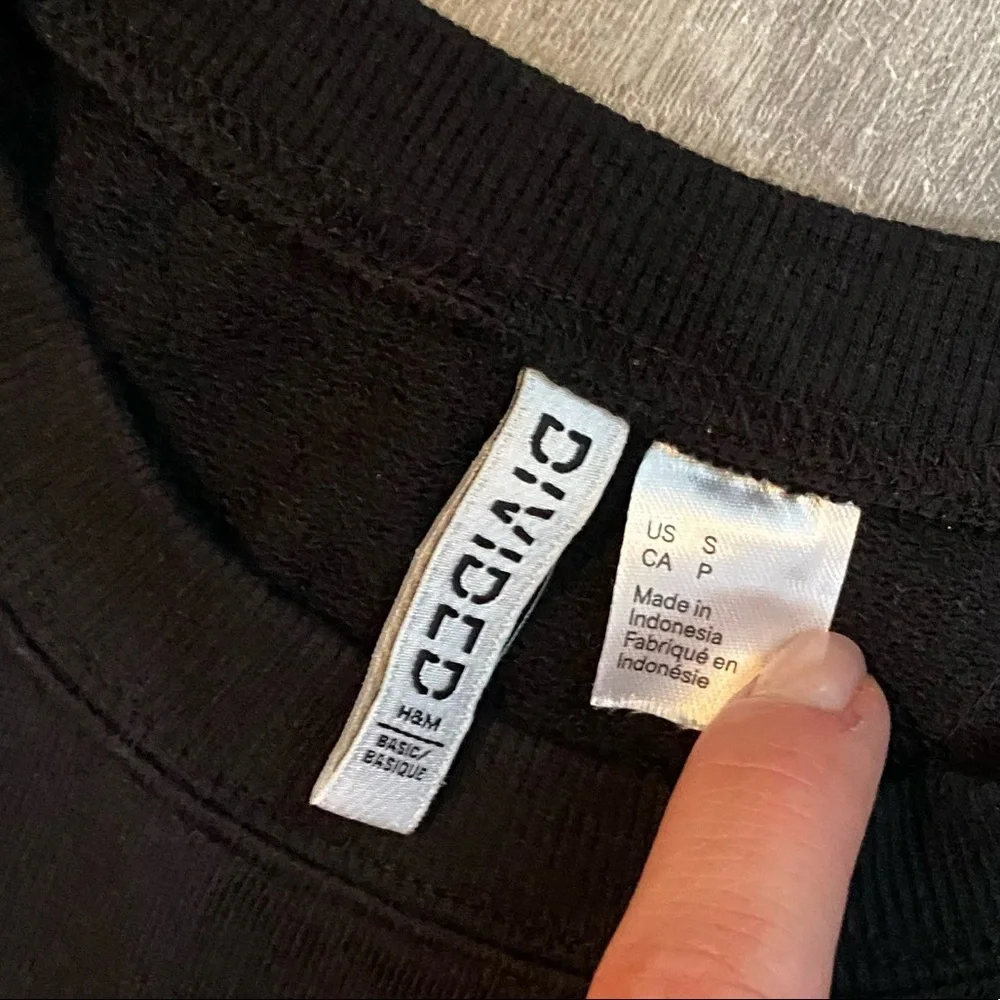 DIVIDED
H&M
BASIC/
BASIQUE
US S
CA P
Made in
Indonesia
Fabriqué en
Indonésie